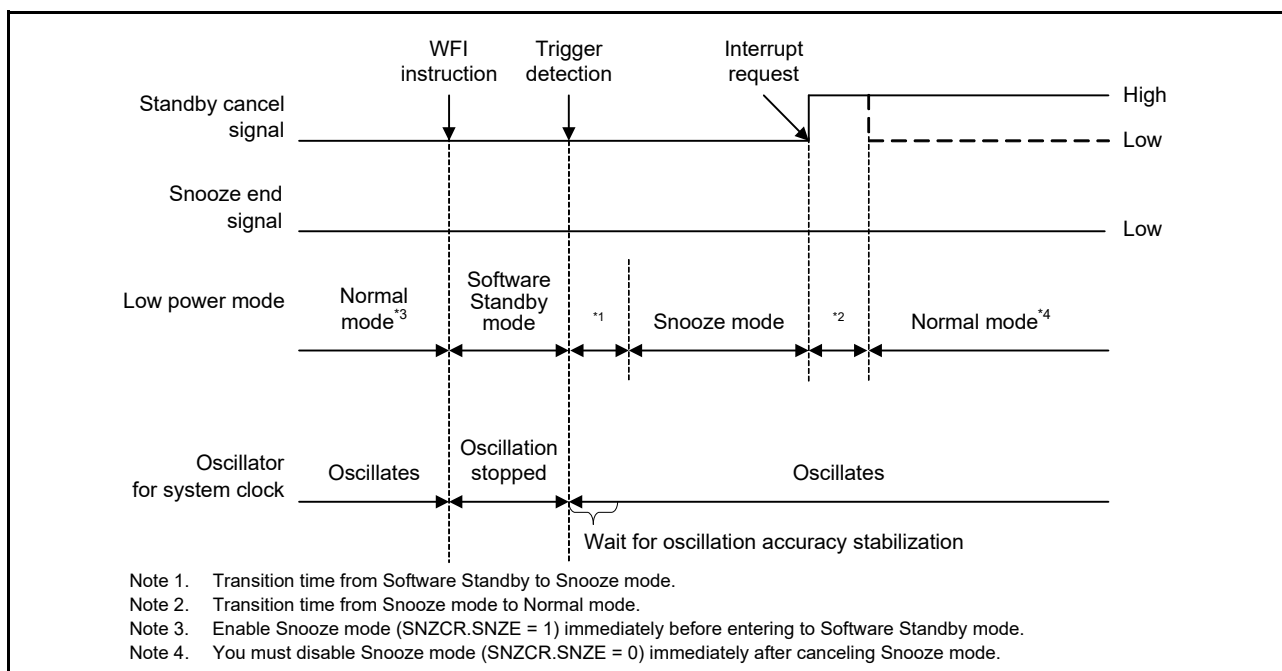 WFI
instruction
Trigger
detection
Interrupt
request
Standby cancel
signal
High
Low
Snooze end
signal
Low
Low power mode
Normal
mode*3
Software
Standby
mode
*1
Snooze mode
*2
Normal mode*4
Oscillator
for system clock
Oscillates
Oscillation
stopped
Oscillates
Wait for oscillation accuracy stabilization
Note 1. Transition time from Software Standby to Snooze mode.
Note 2. Transition time from Snooze mode to Normal mode.
Note 3. Enable Snooze mode (SNZCR.SNZE = 1) immediately before entering to Software Standby mode.
Note 4. You must disable Snooze mode (SNZCR.SNZE = 0) immediately after canceling Snooze mode.